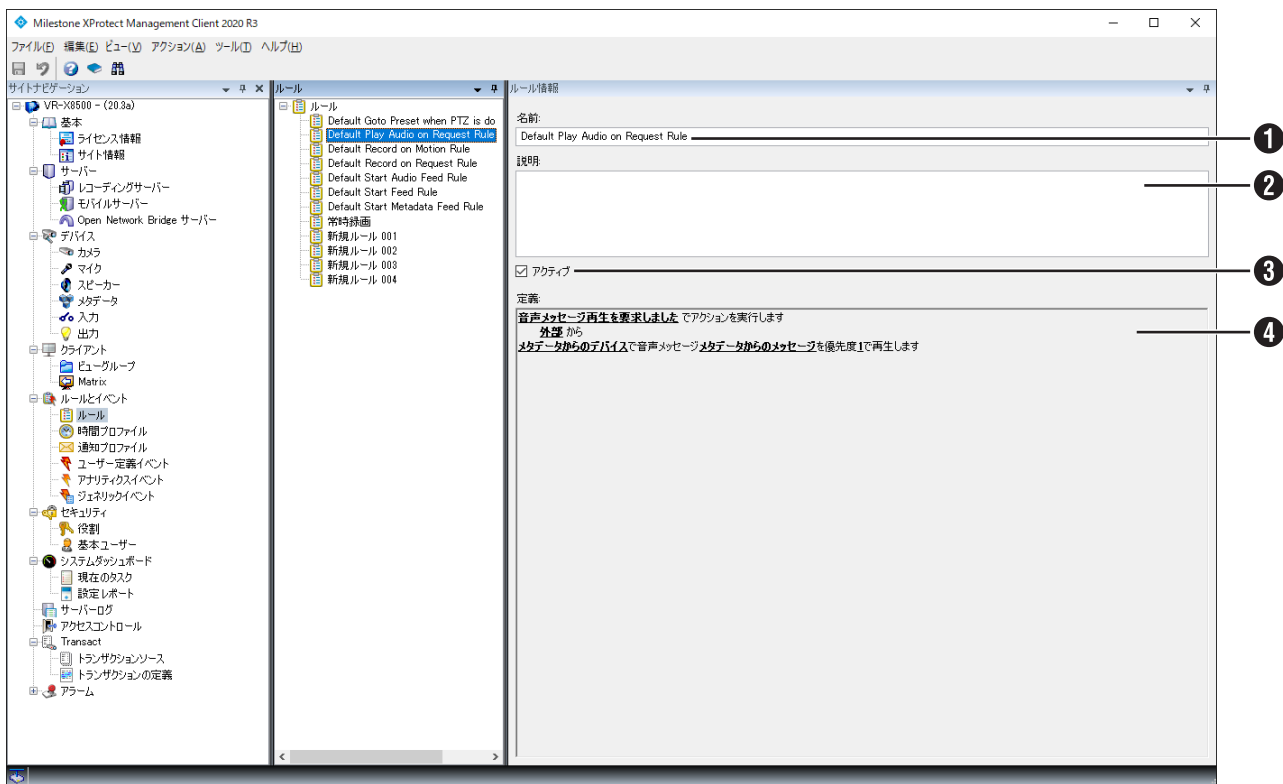 Milestone XProtect Management Client 2020 R3
ファイル(F) 編集(E) ビュー(V) アクション(A) ツール(T) ヘルプ(H)
サイトナビゲーション
VR-X8500 - (20.3a)
基本
ライセンス情報
サイト情報
サーバー
レコーディングサーバー
モバイルサーバー
Open Network Bridge サーバー
デバイス
カメラ
マイク
スピーカー
メタデータ
入力
出力
クライアント
ビューグループ
Matrix
ルールとイベント
ルール
時間プロファイル
通知プロファイル
ユーザー定義イベント
アナリティクスイベント
ジェネリックイベント
セキュリティ
役割
基本ユーザー
システムダッシュボード
現在のタスク
設定レポート
サーバーログ
アクセスコントロール
Transact
トランザクションソース
トランザクションの定義
アラーム
ルール
ルール
Default Goto Preset when PTZ is do
Default Play Audio on Request Rule
Default Record on Motion Rule
Default Record on Request Rule
Default Start Audio Feed Rule
Default Start Feed Rule
Default Start Metadata Feed Rule
常時録画
新規ルール 001
新規ルール 002
新規ルール 003
新規ルール 004
ルール情報
名前:
Default Play Audio on Request Rule
❶
説明:
❷
アクティブ
❸
定義:
音声メッセージ再生を要求しました でアクションを実行します
外部 から
メタデータからのデバイスで音声メッセージメタデータからのメッセージを優先度1で再生します
❹